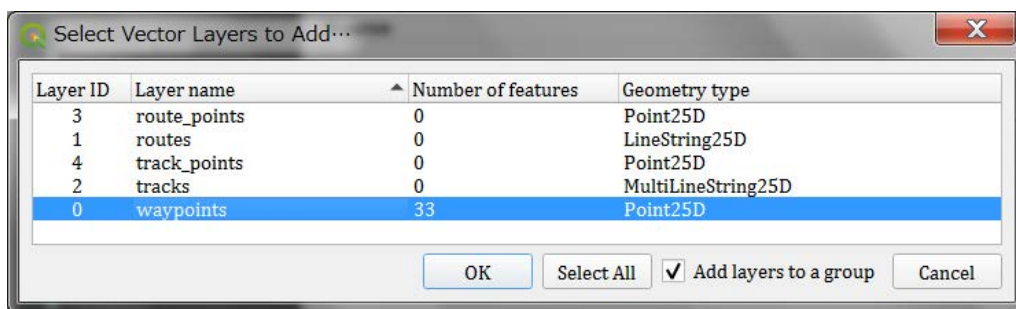 Select Vector Layers to Add…
Layer ID Layer name Number of features Geometry type
3 route_points 0 Point25D
1 routes 0 LineString25D
4 track_points 0 Point25D
2 tracks 0 MultiLineString25D
0 waypoints 33 Point25D
OK Select All Add layers to a group Cancel